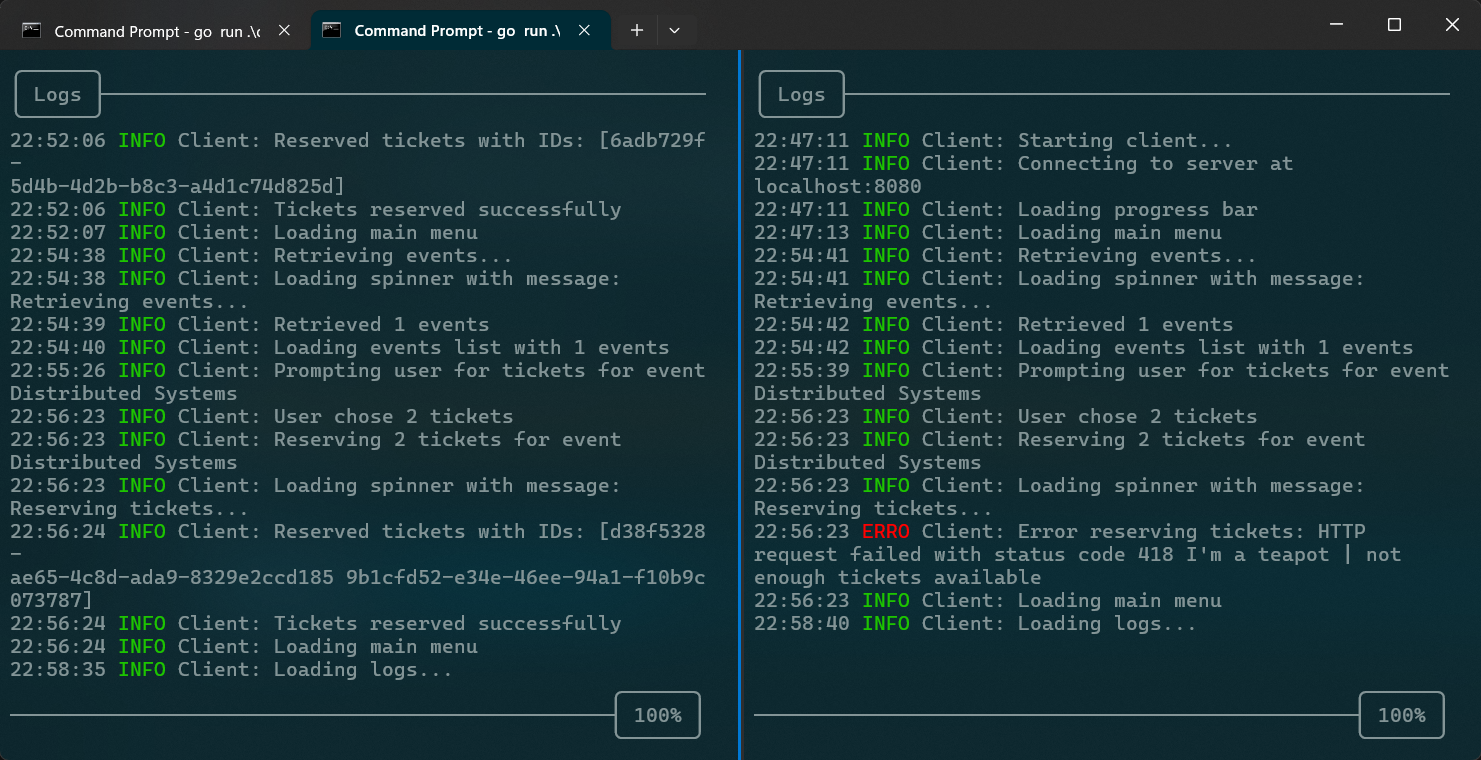 Command Prompt - go run .\c
Command Prompt - go run .\
Logs
22:52:06 INFO Client: Reserved tickets with IDs: [6adb729f
-
5d4b-4d2b-b8c3-a4d1c74d825d]
22:52:06 INFO Client: Tickets reserved successfully
22:52:07 INFO Client: Loading main menu
22:54:38 INFO Client: Retrieving events...
22:54:38 INFO Client: Loading spinner with message:
Retrieving events...
22:54:39 INFO Client: Retrieved 1 events
22:54:40 INFO Client: Loading events list with 1 events
22:55:26 INFO Client: Prompting user for tickets for event
Distributed Systems
22:56:23 INFO Client: User chose 2 tickets
22:56:23 INFO Client: Reserving 2 tickets for event
Distributed Systems
22:56:23 INFO Client: Loading spinner with message:
Reserving tickets...
22:56:24 INFO Client: Reserved tickets with IDs: [d38f5328
-
ae65-4c8d-ada9-8329e2ccd185 9b1cfd52-e34e-46ee-94a1-f10b9c
073787]
22:56:24 INFO Client: Tickets reserved successfully
22:56:24 INFO Client: Loading main menu
22:58:35 INFO Client: Loading logs...
100%
Logs
22:47:11 INFO Client: Starting client...
22:47:11 INFO Client: Connecting to server at
localhost:8080
22:47:11 INFO Client: Loading progress bar
22:47:13 INFO Client: Loading main menu
22:54:41 INFO Client: Retrieving events...
22:54:41 INFO Client: Loading spinner with message:
Retrieving events...
22:54:42 INFO Client: Retrieved 1 events
22:54:42 INFO Client: Loading events list with 1 events
22:55:39 INFO Client: Prompting user for tickets for event
Distributed Systems
22:56:23 INFO Client: User chose 2 tickets
22:56:23 INFO Client: Reserving 2 tickets for event
Distributed Systems
22:56:23 INFO Client: Loading spinner with message:
Reserving tickets...
22:56:23 ERRO Client: Error reserving tickets: HTTP
request failed with status code 418 I'm a teapot | not
enough tickets available
22:56:23 INFO Client: Loading main menu
22:58:40 INFO Client: Loading logs...
100%